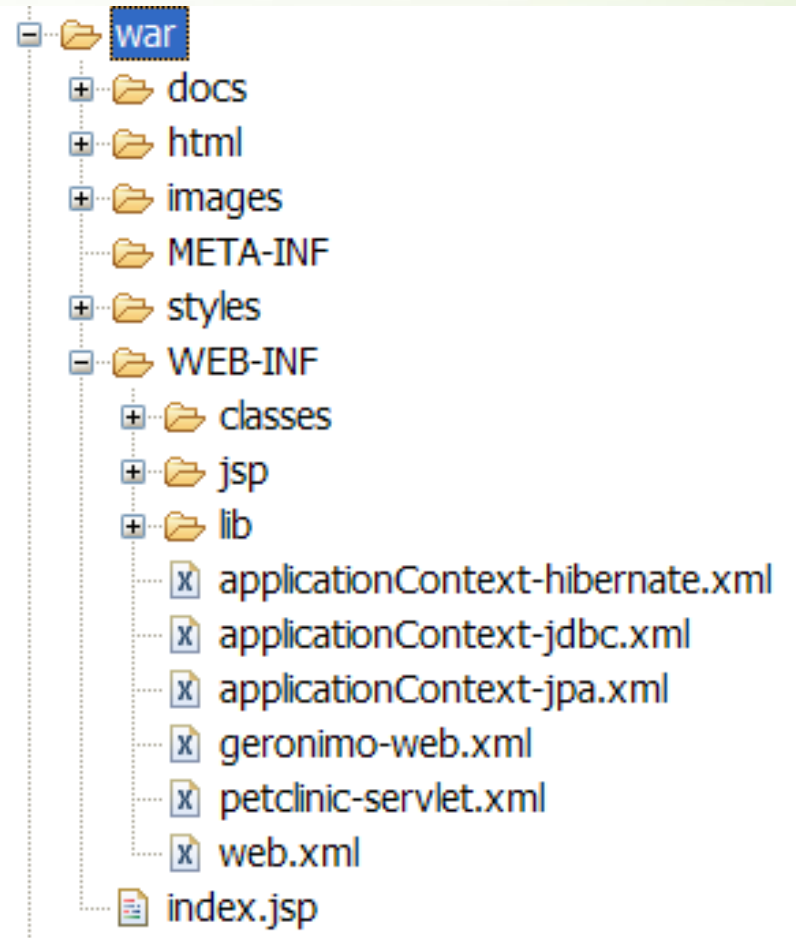 war
docs
html
images
META-INF
styles
WEB-INF
classes
jsp
lib
applicationContext-hibernate.xml
applicationContext-jdbc.xml
applicationContext-jpa.xml
geronimo-web.xml
petclinic-servlet.xml
web.xml
index.jsp